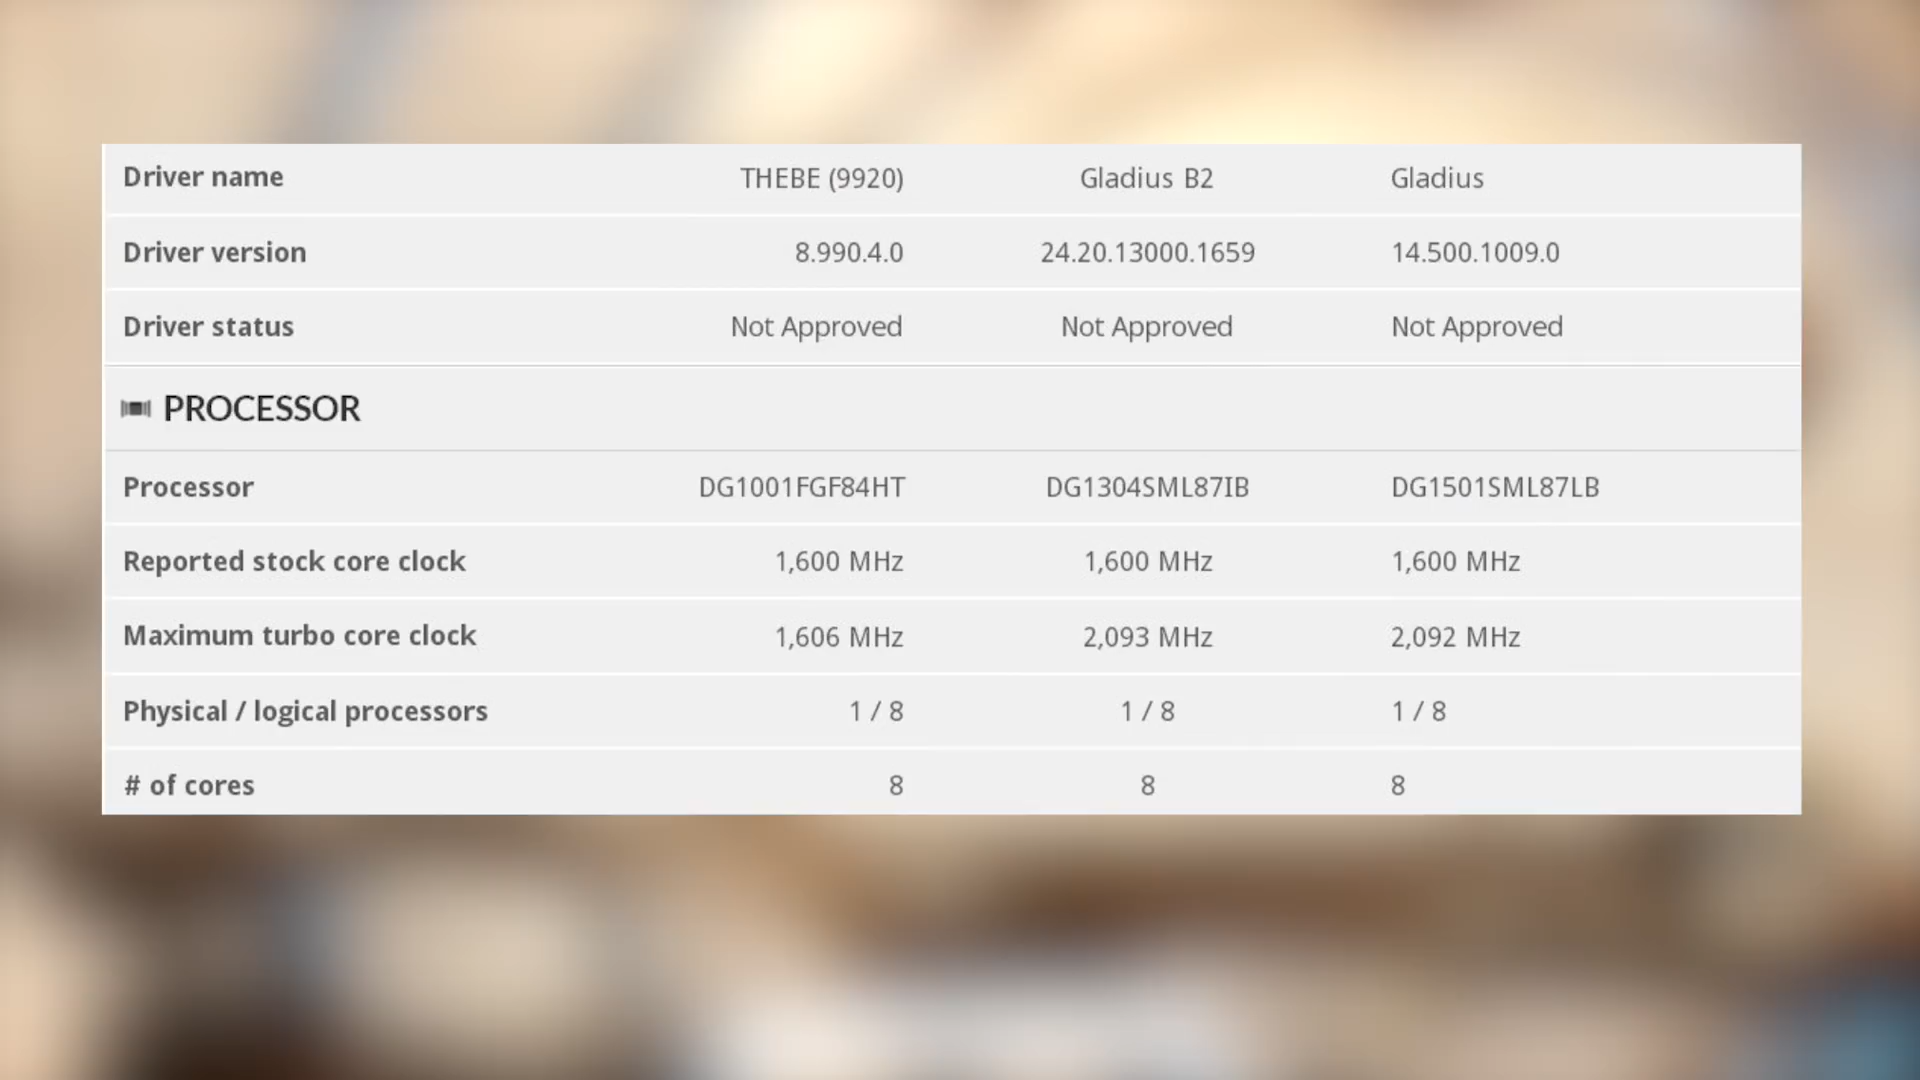 Driver name THEBE (9920) Gladius B2 Gladius
Driver version 8.990.4.0 24.20.13000.1659 14.500.1009.0
Driver status Not Approved Not Approved Not Approved
PROCESSOR
Processor DG1001FGF84HT DG1304SML87IB DG1501SML87LB
Reported stock core clock 1,600 MHz 1,600 MHz 1,600 MHz
Maximum turbo core clock 1,606 MHz 2,093 MHz 2,092 MHz
Physical / logical processors 1 / 8 1 / 8 1 / 8
# of cores 8 8 8